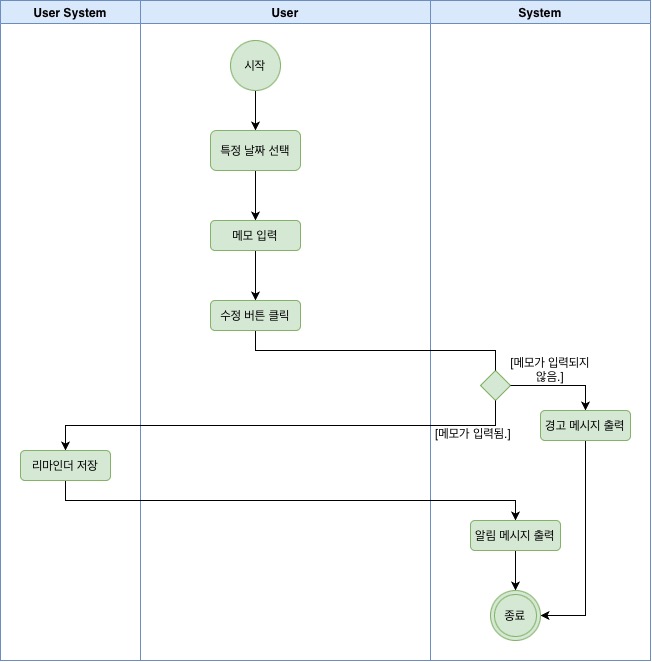 User System
User
System
시작
특정 날짜 선택
메모 입력
수정 버튼 클릭
[메모가 입력되지
않음.]
경고 메시지 출력
[메모가 입력됨.]
리마인더 저장
알림 메시지 출력
종료